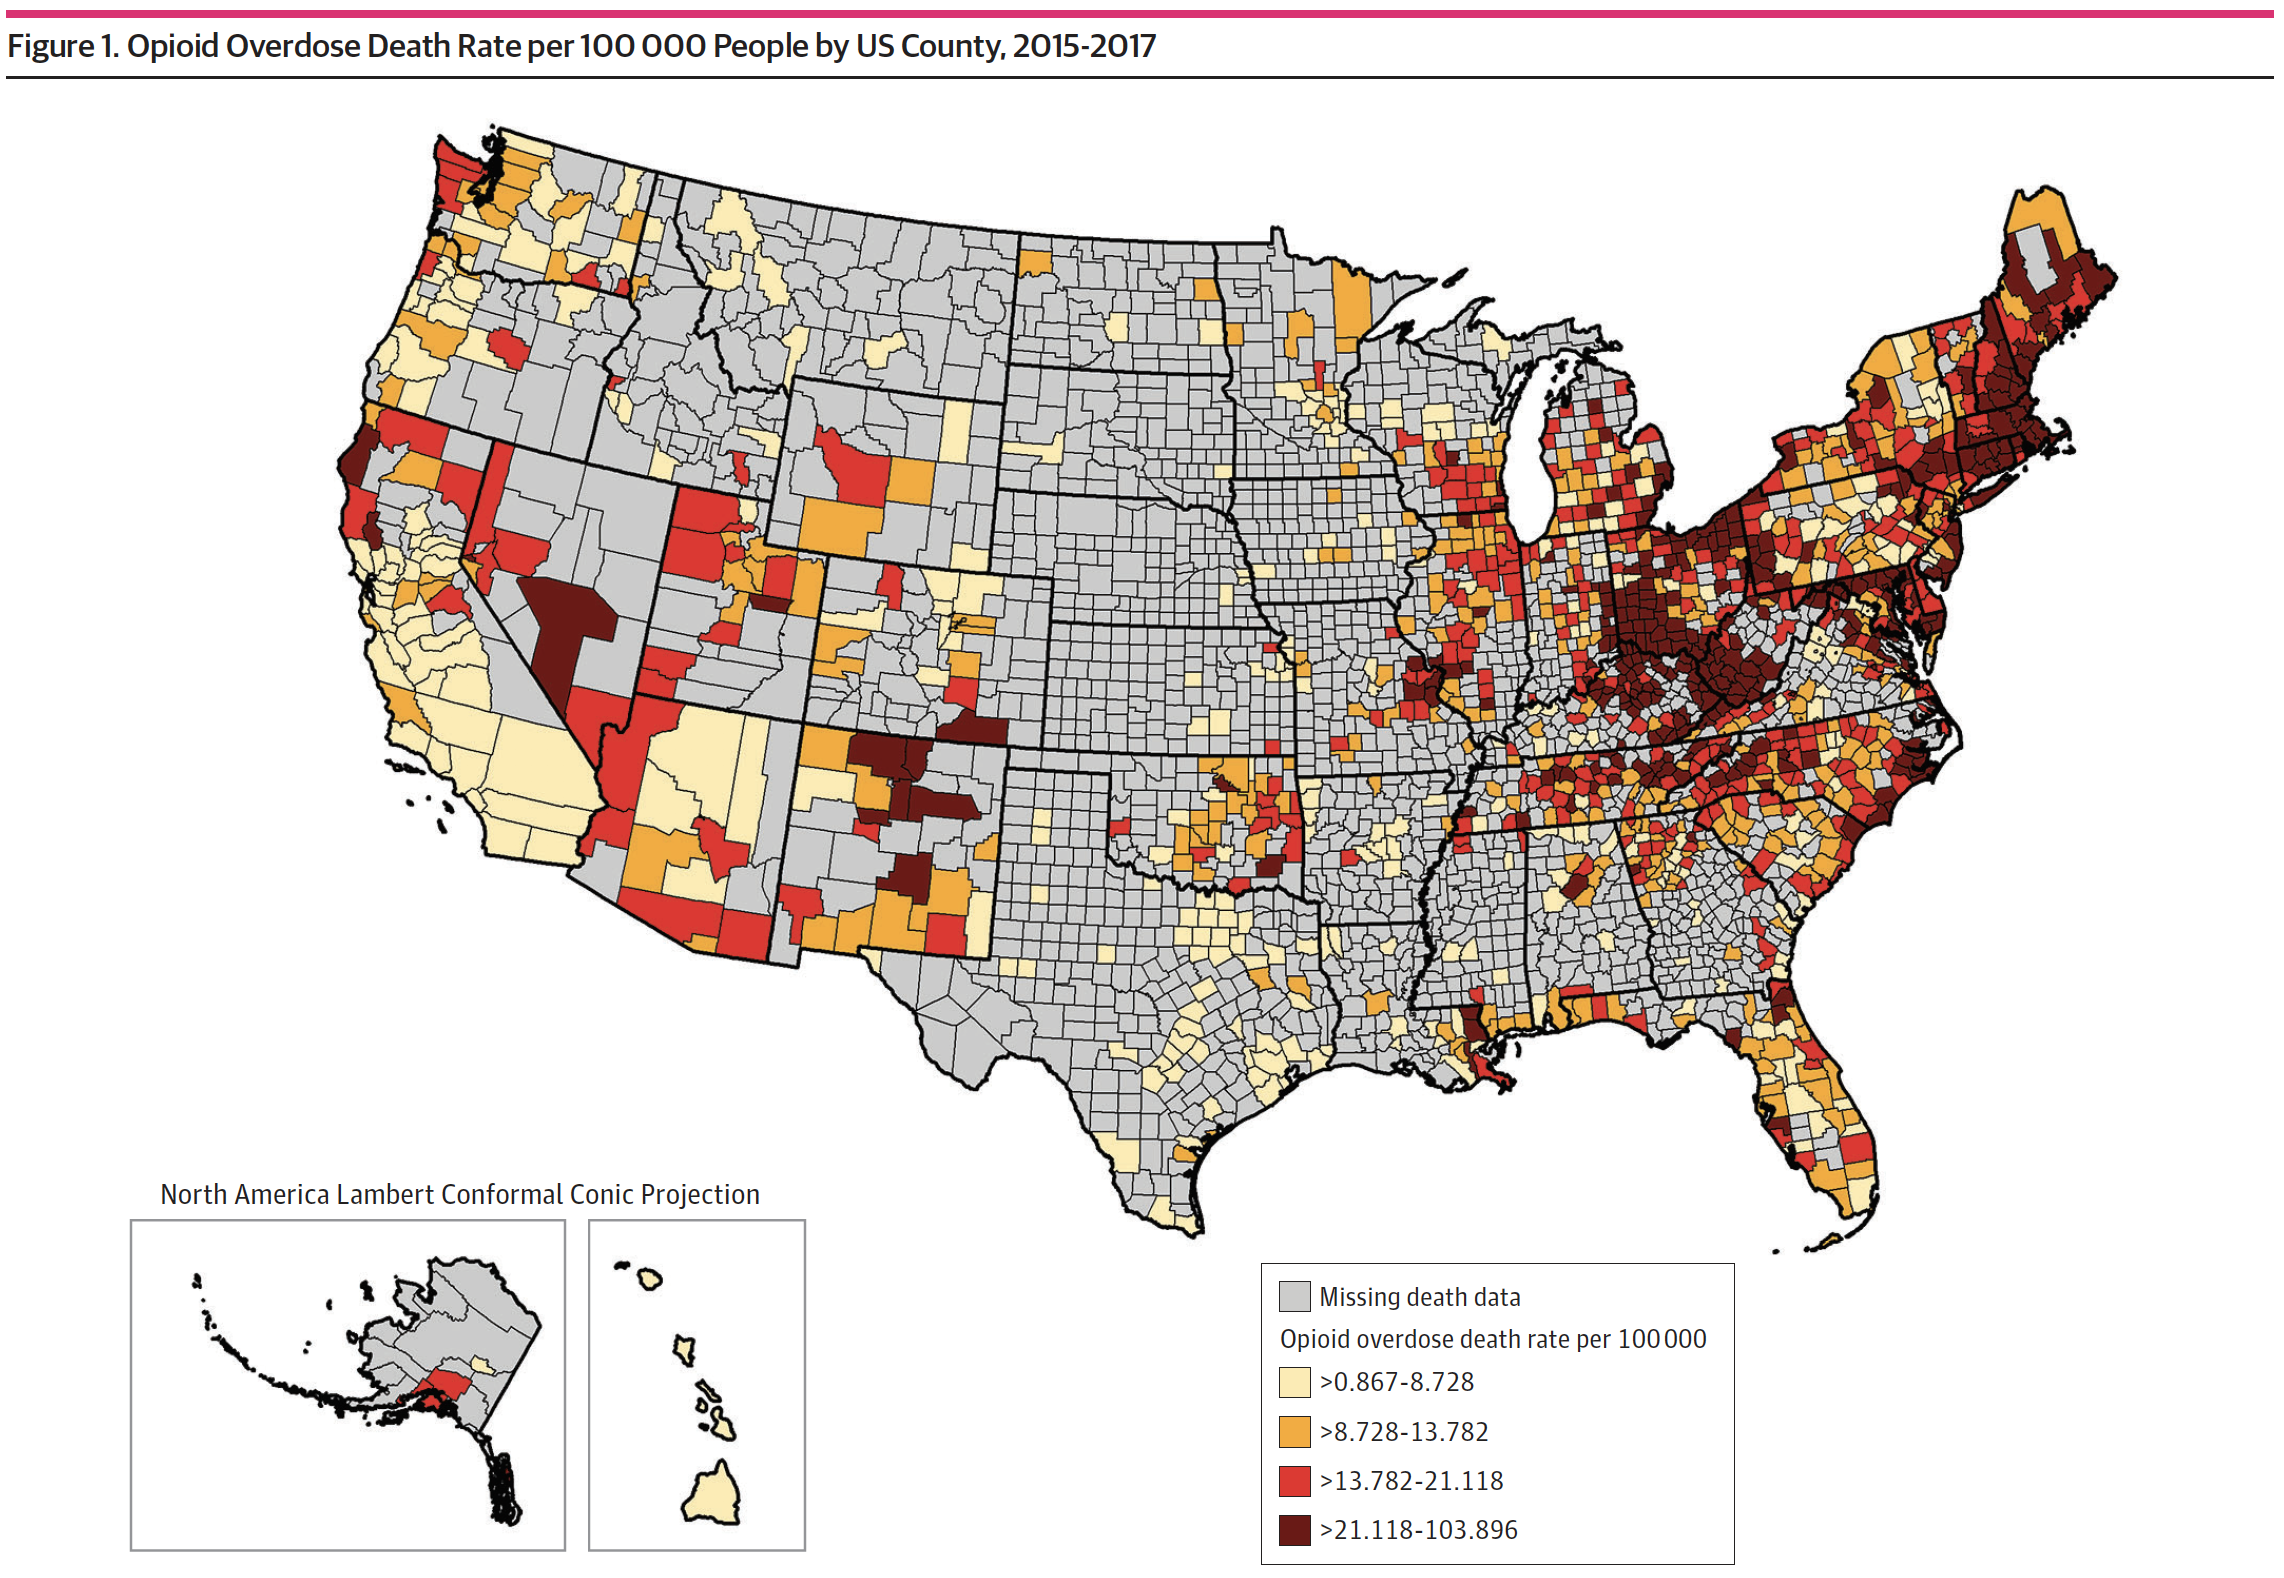 Figure 1. Opioid Overdose Death Rate per 100 000 People by US County, 2015-2017
North America Lambert Conformal Conic Projection
Missing death data
Opioid overdose death rate per 100 000
>0.867-8.728
>8.728-13.782
>13.782-21.118
>21.118-103.896